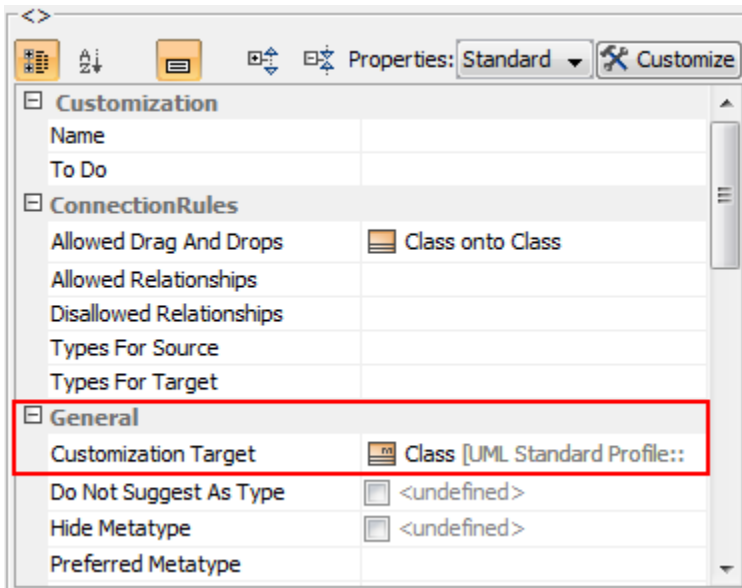 <>
Properties: Standard Customize
Customization
Name
To Do
ConnectionRules
Allowed Drag And Drops Class onto Class
Allowed Relationships
Disallowed Relationships
Types For Source
Types For Target
General
Customization Target Class [UML Standard Profile::
Do Not Suggest As Type <undefined>
Hide Metatype <undefined>
Preferred Metatype